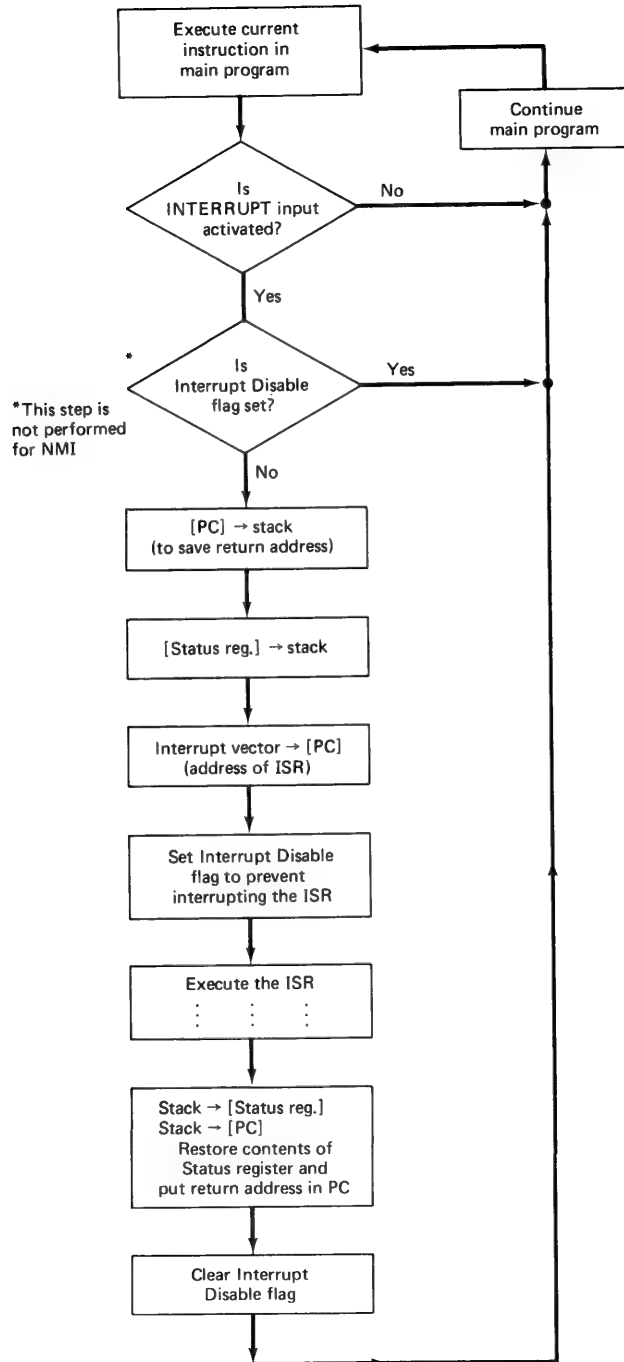 Execute current
instruction in
main program
Continue
main program
Is
INTERRUPT input
activated?
No
Yes
*
Is
Interrupt Disable
flag set?
Yes
*This step is
not performed
for NMI
No
[PC] → stack
(to save return address)
[Status reg.] → stack
Interrupt vector → [PC]
(address of ISR)
Set Interrupt Disable
flag to prevent
interrupting the ISR
Execute the ISR
Stack → [Status reg.]
Stack → [PC]
Restore contents of
Status register and
put return address in PC
Clear Interrupt
Disable flag